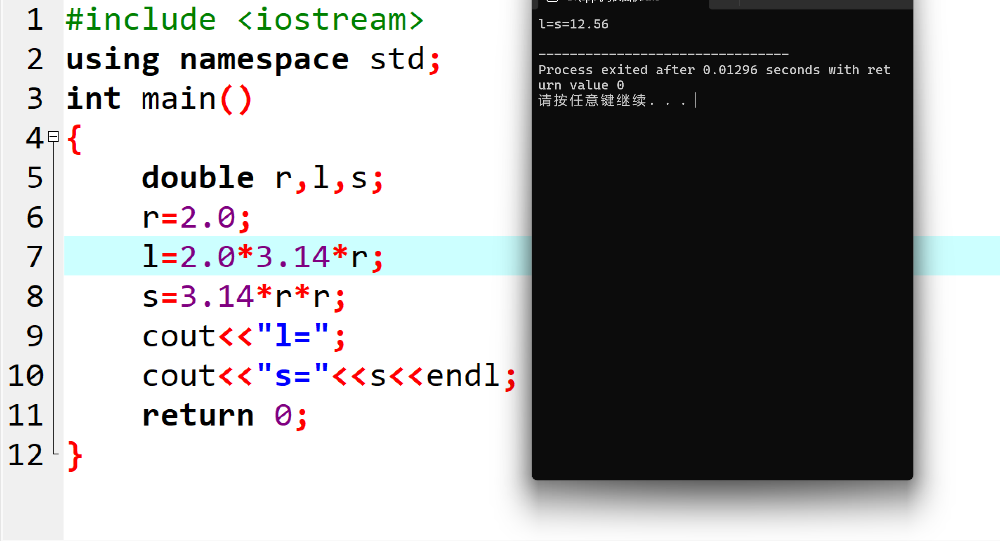 1 #include <iostream>
2 using namespace std;
3 int main()
4 {
5 double r,l,s;
6 r=2.0;
7 l=2.0*3.14*r;
8 s=3.14*r*r;
9 cout<<"l=";
10 cout<<"s="<<s<<endl;
11 return 0;
12 }
l=s=12.56
--------------------------------
Process exited after 0.01296 seconds with ret
urn value 0
请按任意键继续. . .